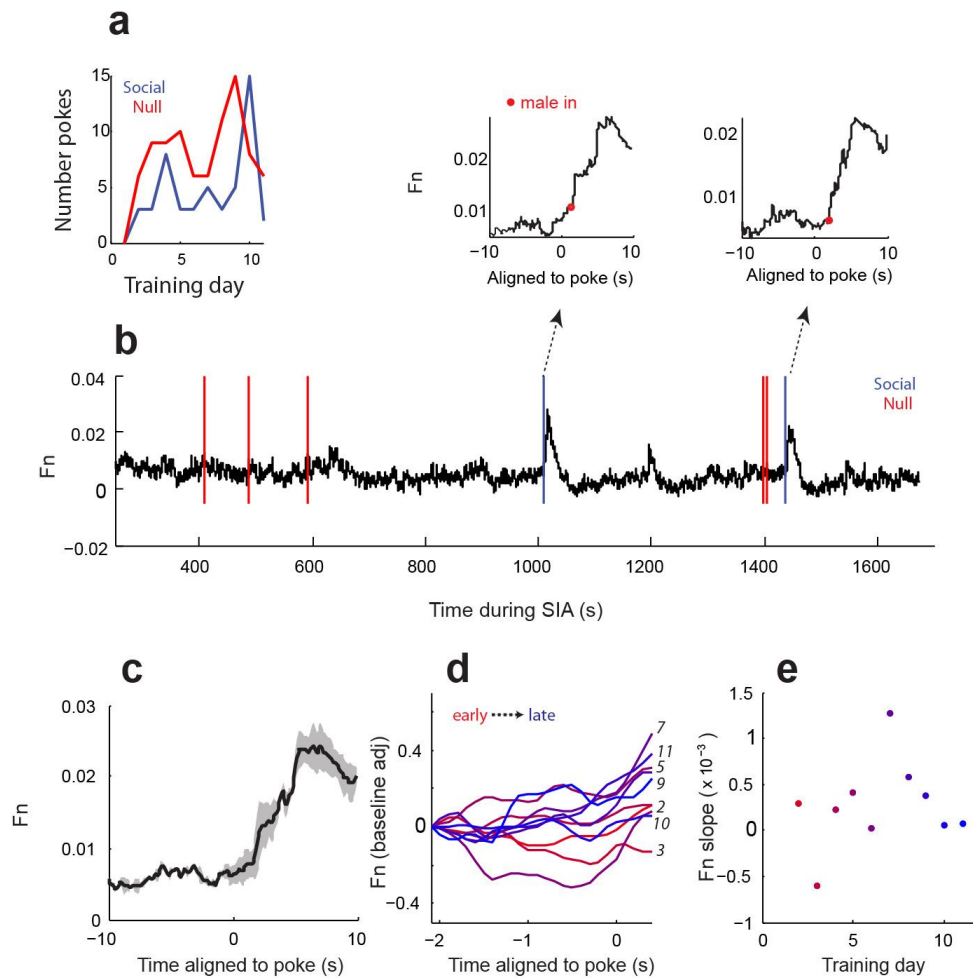 a
Social
Null
Number pokes
15
10
5
0
0
5
10
Training day
male in
Fn
0.02
0.01
−10
0
10
Aligned to poke (s)
0.02
0.01
−10
0
10
Aligned to poke (s)
b
Social
Null
Fn
0.04
0.02
0
−0.02
400
600
800
1000
1200
1400
1600
Time during SIA (s)
c
Fn
0.03
0.02
0.01
0
−10
0
10
Time aligned to poke (s)
d
early
late
Fn (baseline adj)
0.4
0
−0.4
7
11
5
9
2
10
3
−2
−1
0
Time aligned to poke (s)
e
Fn slope ( x 10⁻³ )
1.5
1
0.5
0
−0.5
−1
0
5
10
Training day